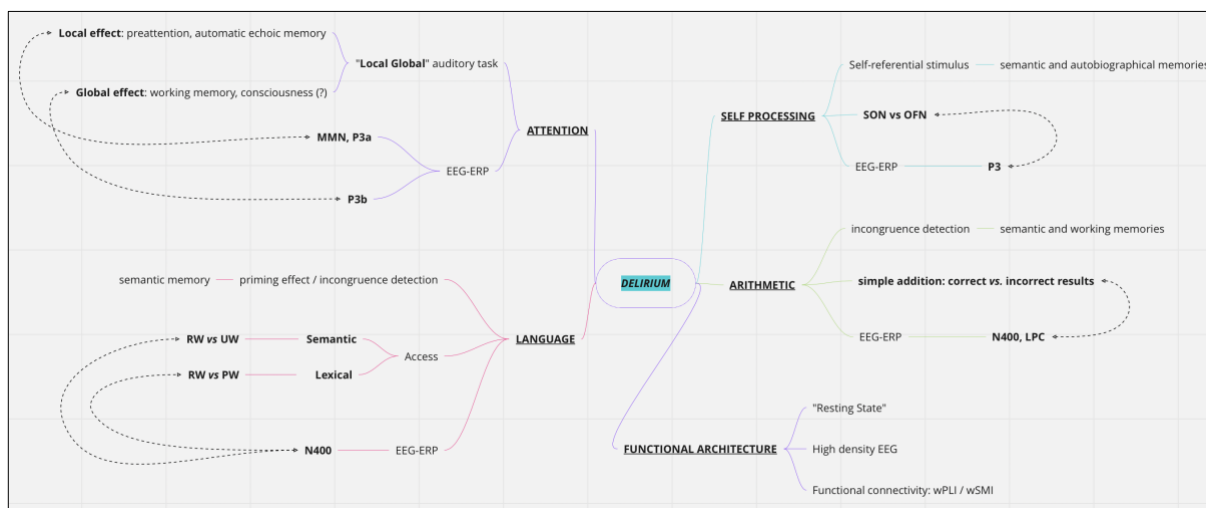 Local effect: preattention, automatic echoic memory
"Local Global" auditory task
Global effect: working memory, consciousness (?)
ATTENTION
MMN, P3a
EEG-ERP
P3b
semantic memory
priming effect / incongruence detection
LANGUAGE
RW vs UW
Semantic
Access
RW vs PW
Lexical
N400
EEG-ERP
DELIRIUM
Self-referential stimulus
semantic and autobiographical memories
SELF PROCESSING
SON vs OFN
EEG-ERP
P3
incongruence detection
semantic and working memories
ARITHMETIC
simple addition: correct vs. incorrect results
EEG-ERP
N400, LPC
"Resting State"
FUNCTIONAL ARCHITECTURE
High density EEG
Functional connectivity: wPLI / wSMI